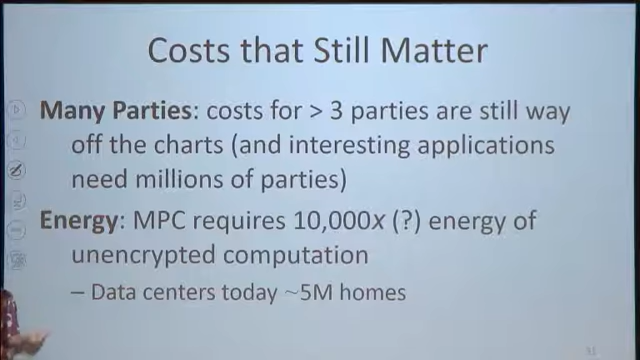 Costs that Still Matter
Many Parties: costs for > 3 parties are still way
off the charts (and interesting applications
need millions of parties)
Energy: MPC requires 10,000x (?) energy of
unencrypted computation
– Data centers today ~5M homes